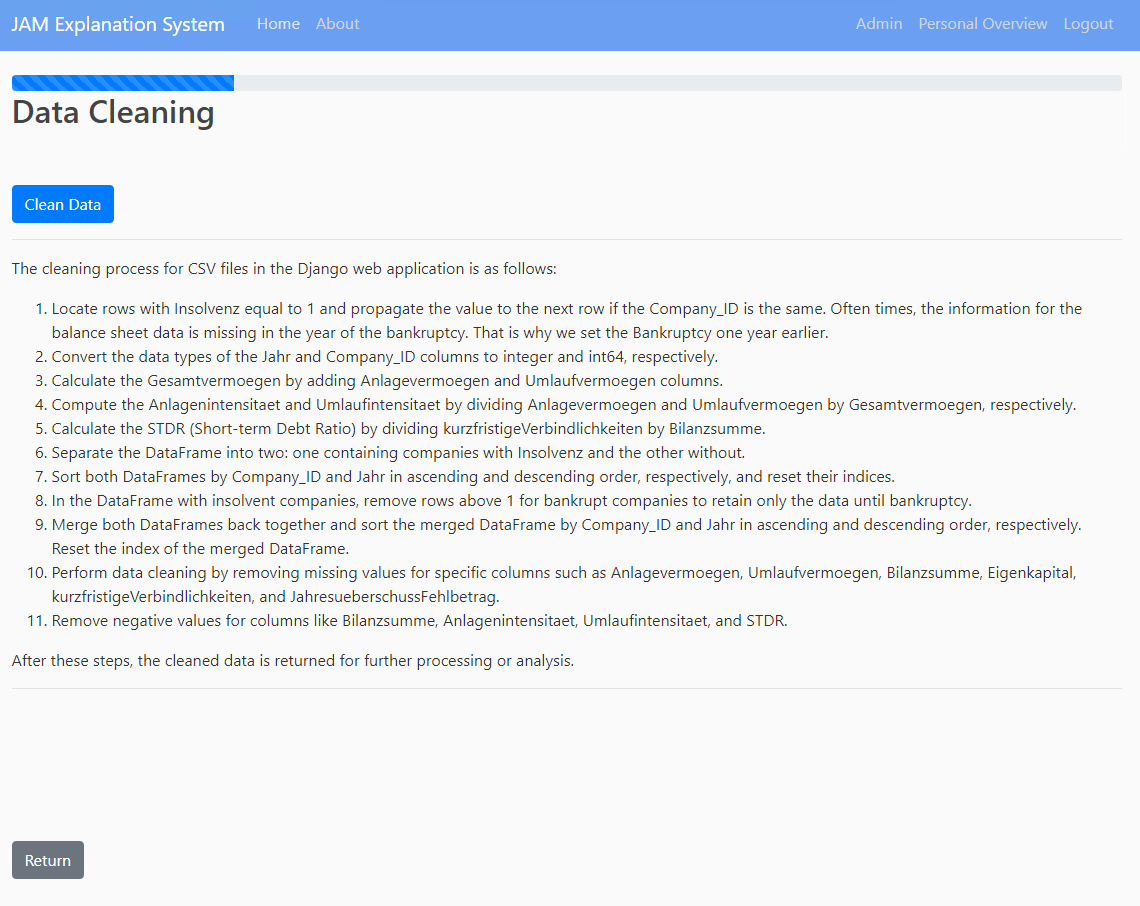 JAM Explanation System Home About Admin Personal Overview Logout
Data Cleaning
Clean Data
The cleaning process for CSV files in the Django web application is as follows:
1. Locate rows with Insolvenz equal to 1 and propagate the value to the next row if the Company_ID is the same. Often times, the information for the
balance sheet data is missing in the year of the bankruptcy. That is why we set the Bankruptcy one year earlier.
2. Convert the data types of the Jahr and Company_ID columns to integer and int64, respectively.
3. Calculate the Gesamtvermoegen by adding Anlagevermoegen and Umlaufvermoegen columns.
4. Compute the Anlagenintensitaet and Umlaufintensitaet by dividing Anlagevermoegen and Umlaufvermoegen by Gesamtvermoegen, respectively.
5. Calculate the STDR (Short-term Debt Ratio) by dividing kurzfristigeVerbindlichkeiten by Bilanzsumme.
6. Separate the DataFrame into two: one containing companies with Insolvenz and the other without.
7. Sort both DataFrames by Company_ID and Jahr in ascending and descending order, respectively, and reset their indices.
8. In the DataFrame with insolvent companies, remove rows above 1 for bankrupt companies to retain only the data until bankruptcy.
9. Merge both DataFrames back together and sort the merged DataFrame by Company_ID and Jahr in ascending and descending order, respectively.
Reset the index of the merged DataFrame.
10. Perform data cleaning by removing missing values for specific columns such as Anlagevermoegen, Umlaufvermoegen, Bilanzsumme, Eigenkapital,
kurzfristigeVerbindlichkeiten, and JahresueberschussFehlbetrag.
11. Remove negative values for columns like Bilanzsumme, Anlagenintensitaet, Umlaufintensitaet, and STDR.
After these steps, the cleaned data is returned for further processing or analysis.
Return